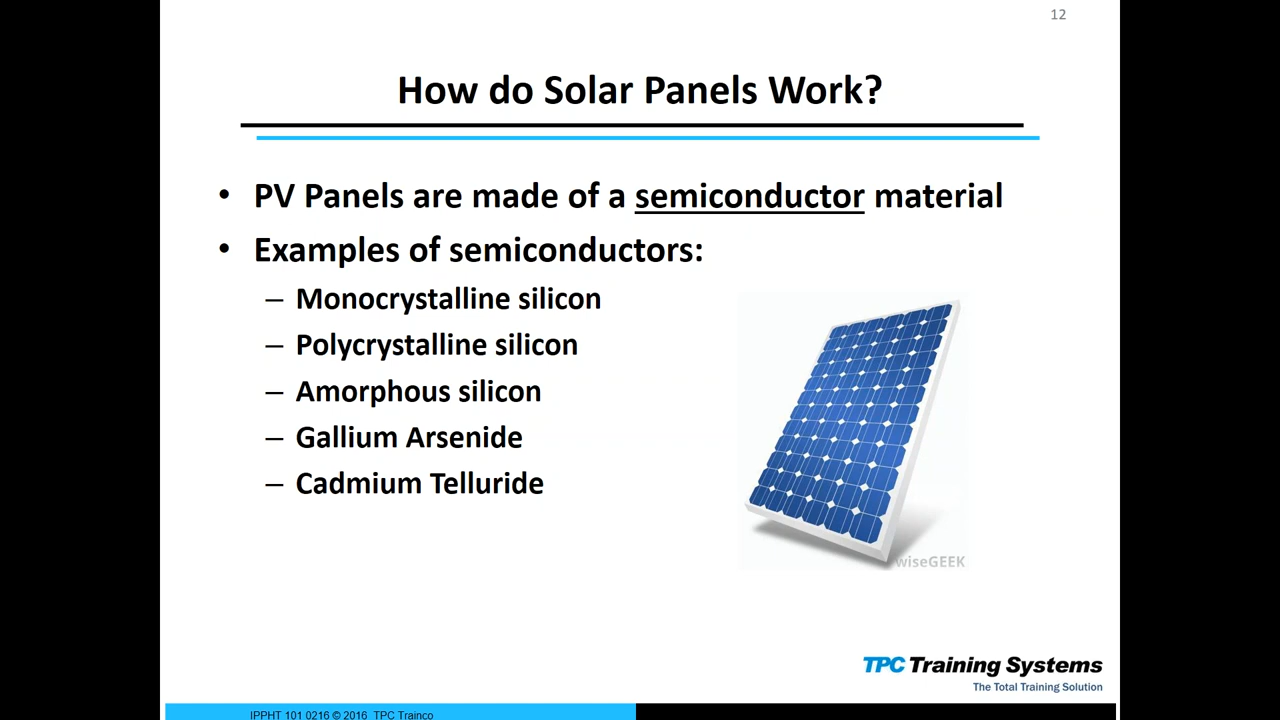 12
How do Solar Panels Work?
• PV Panels are made of a semiconductor material
• Examples of semiconductors:
– Monocrystalline silicon
– Polycrystalline silicon
– Amorphous silicon
– Gallium Arsenide
– Cadmium Telluride
wiseGEEK
TPC Training Systems
The Total Training Solution
IPPHT 101 0216 © 2016 TPC Trainco